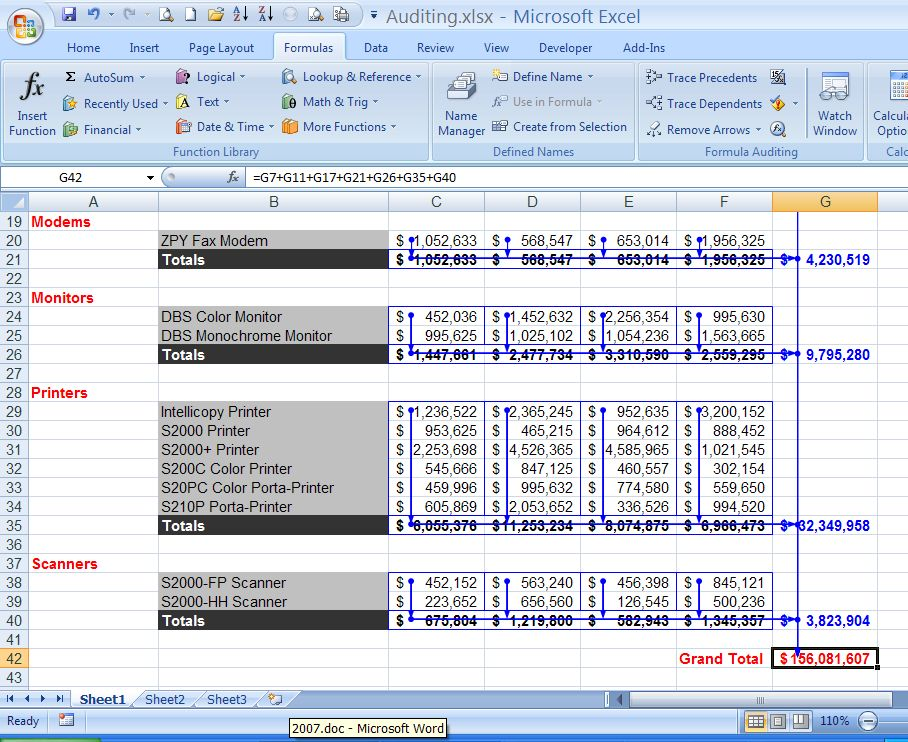 Auditing.xlsx - Microsoft Excel
Home Insert Page Layout Formulas Data Review View Developer Add-Ins
fx Σ AutoSum Logical Lookup & Reference Define Name Trace Precedents
Recently Used Text Math & Trig Use in Formula Trace Dependents
Insert Function Financial Date & Time More Functions Name Manager Create from Selection Remove Arrows Watch Window Calcula Optio
Function Library Defined Names Formula Auditing Calc
G42 fx =G7+G11+G17+G21+G26+G35+G40
A B C D E F G
19 Modems
20 ZPY Fax Modem $ 1,052,633 $ 568,547 $ 653,014 $ 1,956,325
21 Totals $ 1,052,633 $ 568,547 $ 653,014 $ 1,956,325 $ 4,230,519
22
23 Monitors
24 DBS Color Monitor $ 452,036 $ 1,452,632 $ 2,256,354 $ 995,630
25 DBS Monochrome Monitor $ 995,625 $ 1,025,102 $ 1,054,236 $ 1,563,665
26 Totals $ 1,447,661 $ 2,477,734 $ 3,310,590 $ 2,559,295 $ 9,795,280
27
28 Printers
29 Intellicopy Printer $ 1,236,522 $ 2,365,245 $ 952,635 $ 3,200,152
30 S2000 Printer $ 953,625 $ 465,215 $ 964,612 $ 888,452
31 S2000+ Printer $ 2,253,698 $ 4,526,365 $ 4,585,965 $ 1,021,545
32 S200C Color Printer $ 545,666 $ 847,125 $ 460,557 $ 302,154
33 S20PC Color Porta-Printer $ 459,996 $ 995,632 $ 774,580 $ 559,650
34 S210P Porta-Printer $ 605,869 $ 2,053,652 $ 336,526 $ 994,520
35 Totals $ 6,055,376 $11,253,234 $ 8,074,875 $ 6,966,473 $ 32,349,958
36
37 Scanners
38 S2000-FP Scanner $ 452,152 $ 563,240 $ 456,398 $ 845,121
39 S2000-HH Scanner $ 223,652 $ 656,560 $ 126,545 $ 500,236
40 Totals $ 675,804 $ 1,219,800 $ 582,943 $ 1,345,357 $ 3,823,904
41
42 Grand Total $156,081,607
43
Sheet1 Sheet2 Sheet3
Ready 110%
2007.doc - Microsoft Word